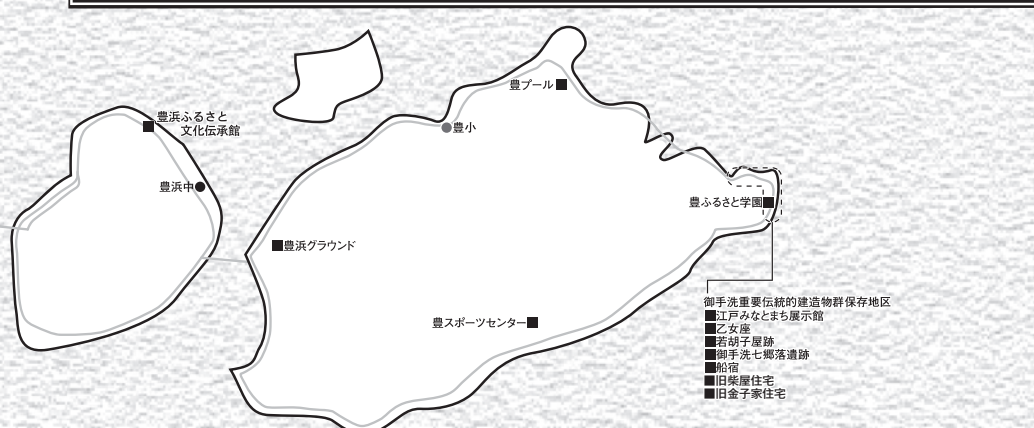 豊プール
豊浜ふるさと
文化伝承館
豊小
豊浜中
豊ふるさと学園
豊浜グラウンド
御手洗重要伝統的建造物群保存地区
江戸みなとまち展示館
豊スポーツセンター
乙女座
若胡子屋跡
御手洗七郷落遺跡
船宿
旧柴屋住宅
旧金子家住宅